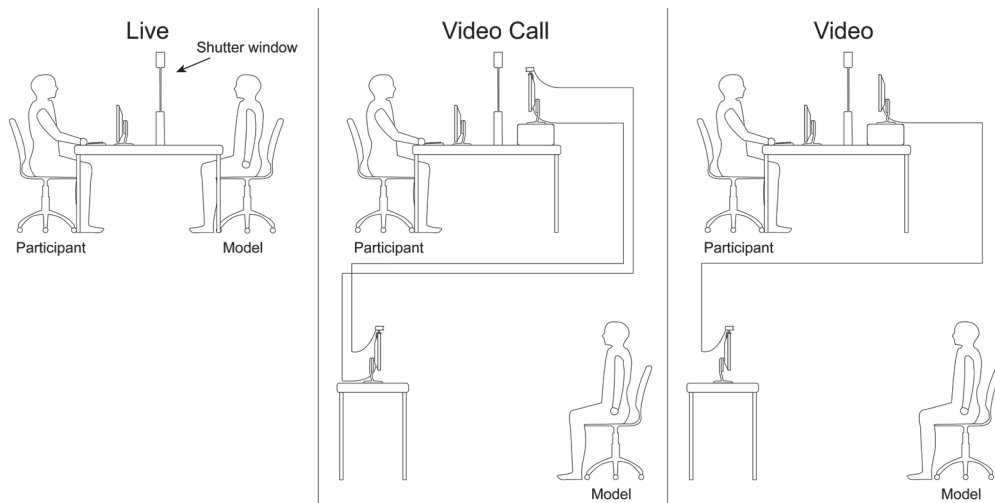 Live
Shutter window
Participant
Model
Video Call
Participant
Model
Video
Participant
Model